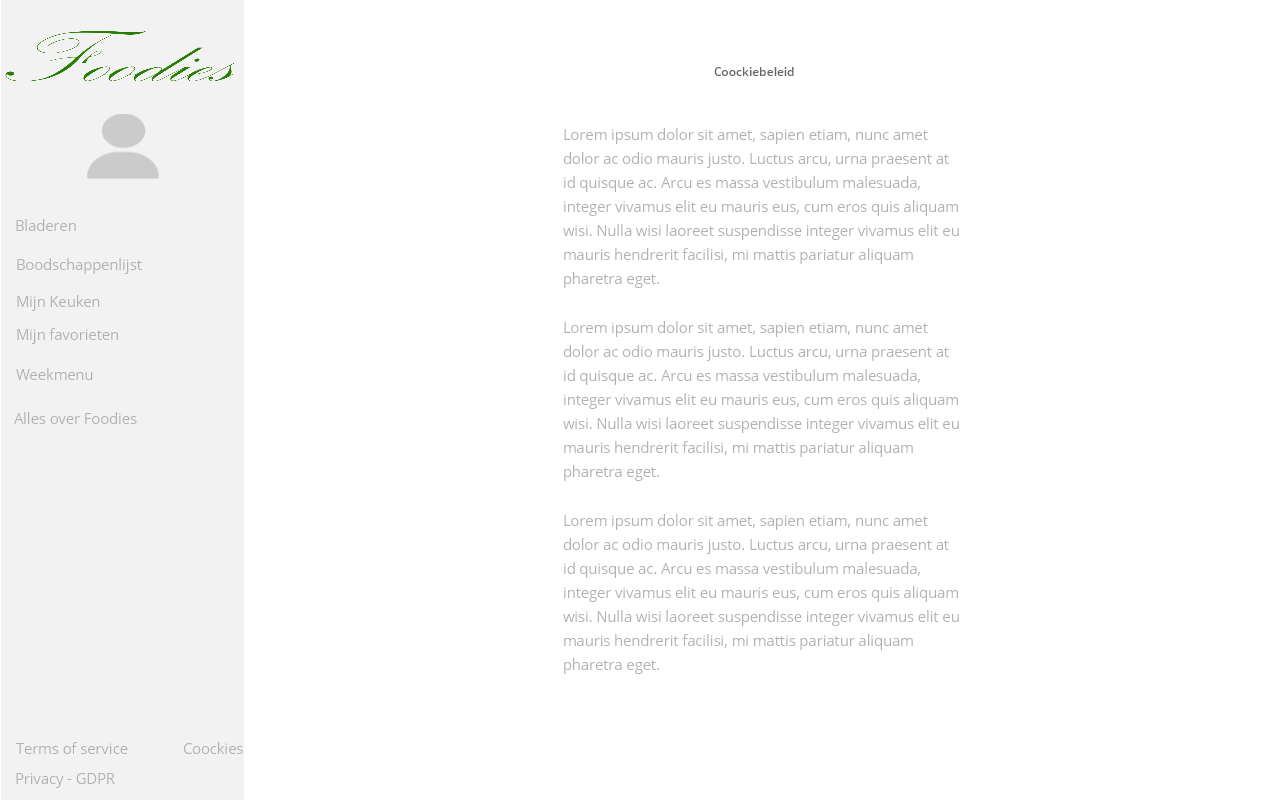 Foodies
Bladeren
Boodschappenlijst
Mijn Keuken
Mijn favorieten
Weekmenu
Alles over Foodies
Terms of service
Coockies
Privacy - GDPR
Coockiebeleid
Lorem ipsum dolor sit amet, sapien etiam, nunc amet
dolor ac odio mauris justo. Luctus arcu, urna praesent at
id quisque ac. Arcu es massa vestibulum malesuada,
integer vivamus elit eu mauris eus, cum eros quis aliquam
wisi. Nulla wisi laoreet suspendisse integer vivamus elit eu
mauris hendrerit facilisi, mi mattis pariatur aliquam
pharetra eget.
Lorem ipsum dolor sit amet, sapien etiam, nunc amet
dolor ac odio mauris justo. Luctus arcu, urna praesent at
id quisque ac. Arcu es massa vestibulum malesuada,
integer vivamus elit eu mauris eus, cum eros quis aliquam
wisi. Nulla wisi laoreet suspendisse integer vivamus elit eu
mauris hendrerit facilisi, mi mattis pariatur aliquam
pharetra eget.
Lorem ipsum dolor sit amet, sapien etiam, nunc amet
dolor ac odio mauris justo. Luctus arcu, urna praesent at
id quisque ac. Arcu es massa vestibulum malesuada,
integer vivamus elit eu mauris eus, cum eros quis aliquam
wisi. Nulla wisi laoreet suspendisse integer vivamus elit eu
mauris hendrerit facilisi, mi mattis pariatur aliquam
pharetra eget.